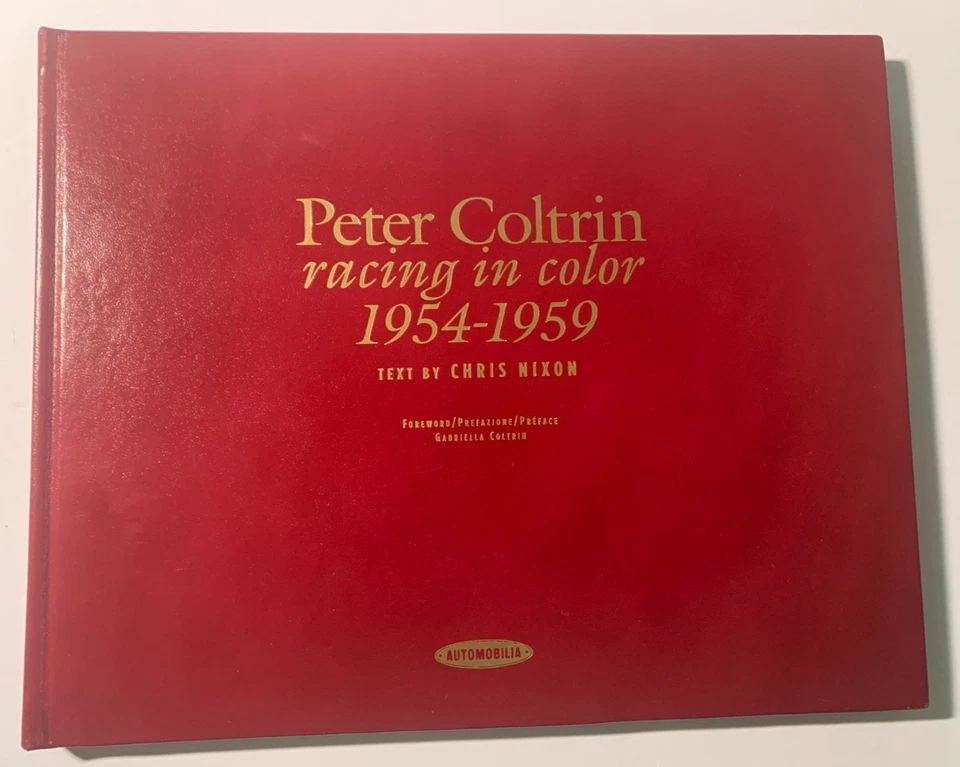 Peter Coltrin
racing in color
1954-1959
TEXT BY CHRIS NIXON
FOREWORD/PREFAZIONE/PRÉFACE
GABRIELLA COLTRIN
· AUTOMOBILIA ·